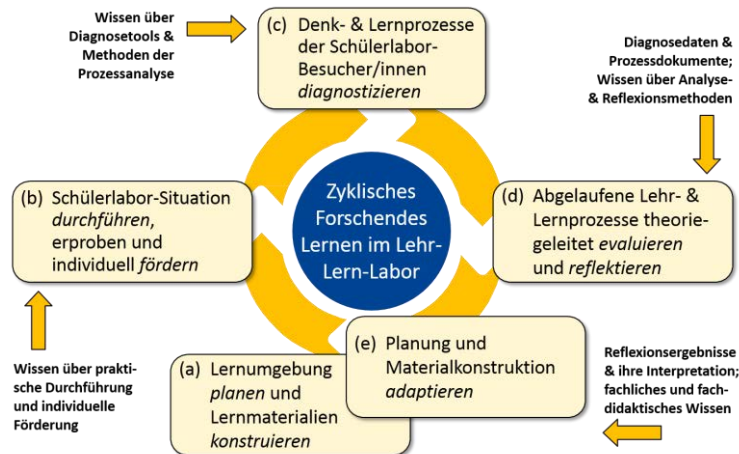 Wissen über
Diagnosetools &
Methoden der
Prozessanalyse
(c) Denk- & Lernprozesse
der Schülerlabor-
Besucher/innen
diagnostizieren
Diagnosedaten &
Prozessdokumente;
Wissen über Analyse-
& Reflexionsmethoden
(b) Schülerlabor-Situation
durchführen,
erproben und
individuell fördern
Zyklisches
Forschendes
Lernen im Lehr-
Lern-Labor
(d) Abgelaufene Lehr- &
Lernprozesse theorie-
geleitet evaluieren
und reflektieren
Wissen über prakti-
sche Durchführung
und individuelle
Förderung
(a) Lernumgebung
planen und
Lernmaterialien
konstruieren
(e) Planung und
Materialkonstruktion
adaptieren
Reflexionsergebnisse
& ihre Interpretation;
fachliches und fach-
didaktisches Wissen